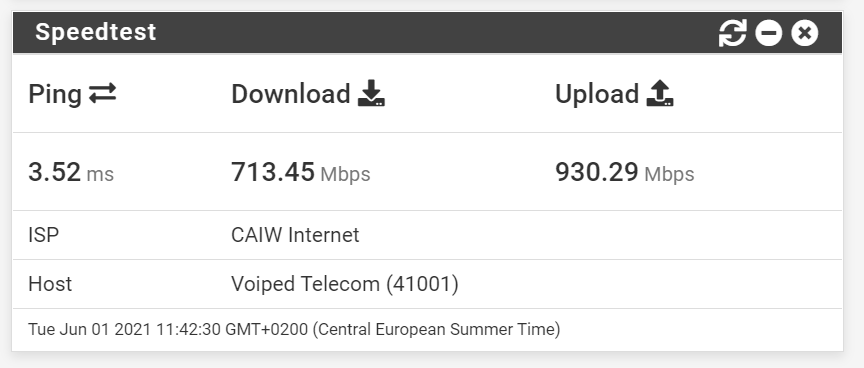 Speedtest
Ping Download Upload
3.52 ms 713.45 Mbps 930.29 Mbps
ISP CAIW Internet
Host Voiped Telecom (41001)
Tue Jun 01 2021 11:42:30 GMT+0200 (Central European Summer Time)